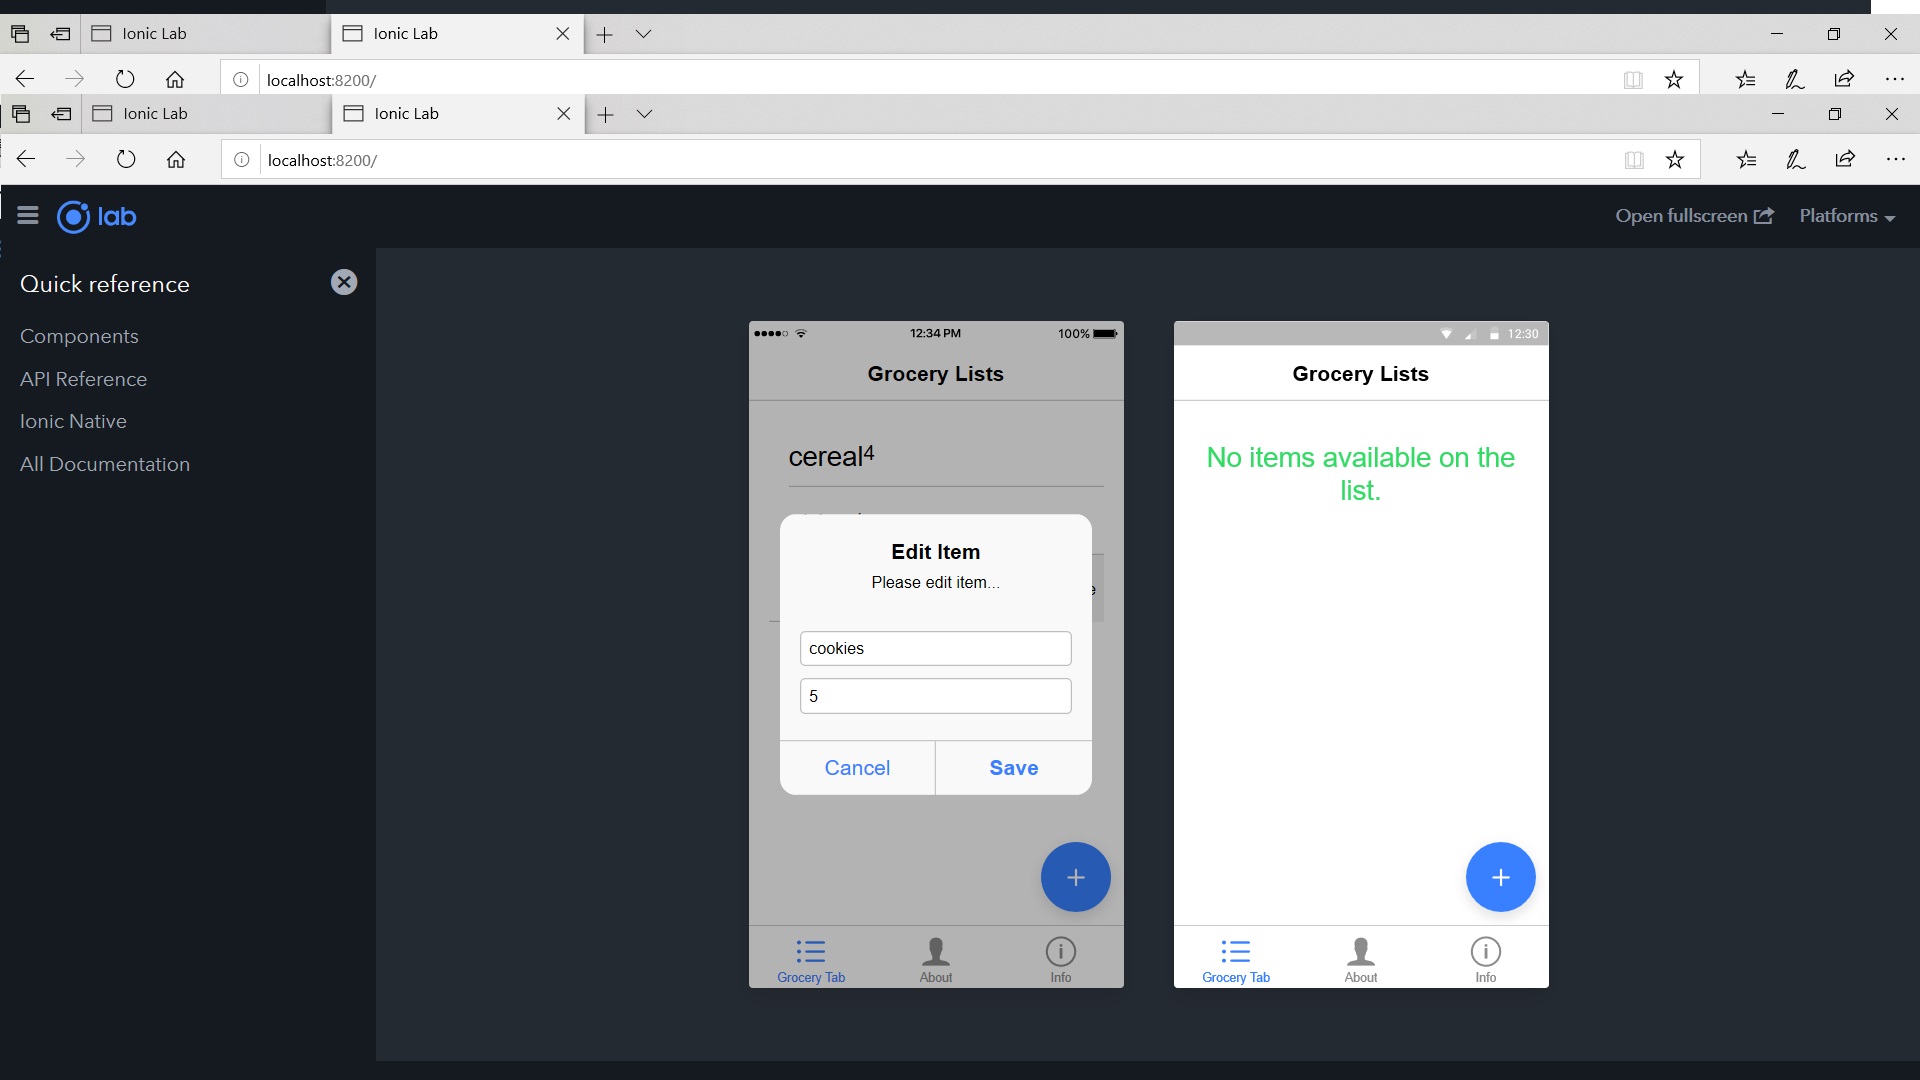 Ionic Lab
Ionic Lab
localhost:8200/
Ionic Lab
Ionic Lab
localhost:8200/
lab
Open fullscreen
Platforms
Quick reference
Components
API Reference
Ionic Native
All Documentation
12:34 PM
100%
Grocery Lists
cereal4
Edit Item
Please edit item...
cookies
5
Cancel
Save
Grocery Tab
About
Info
12:30
Grocery Lists
No items available on the
list.
Grocery Tab
About
Info